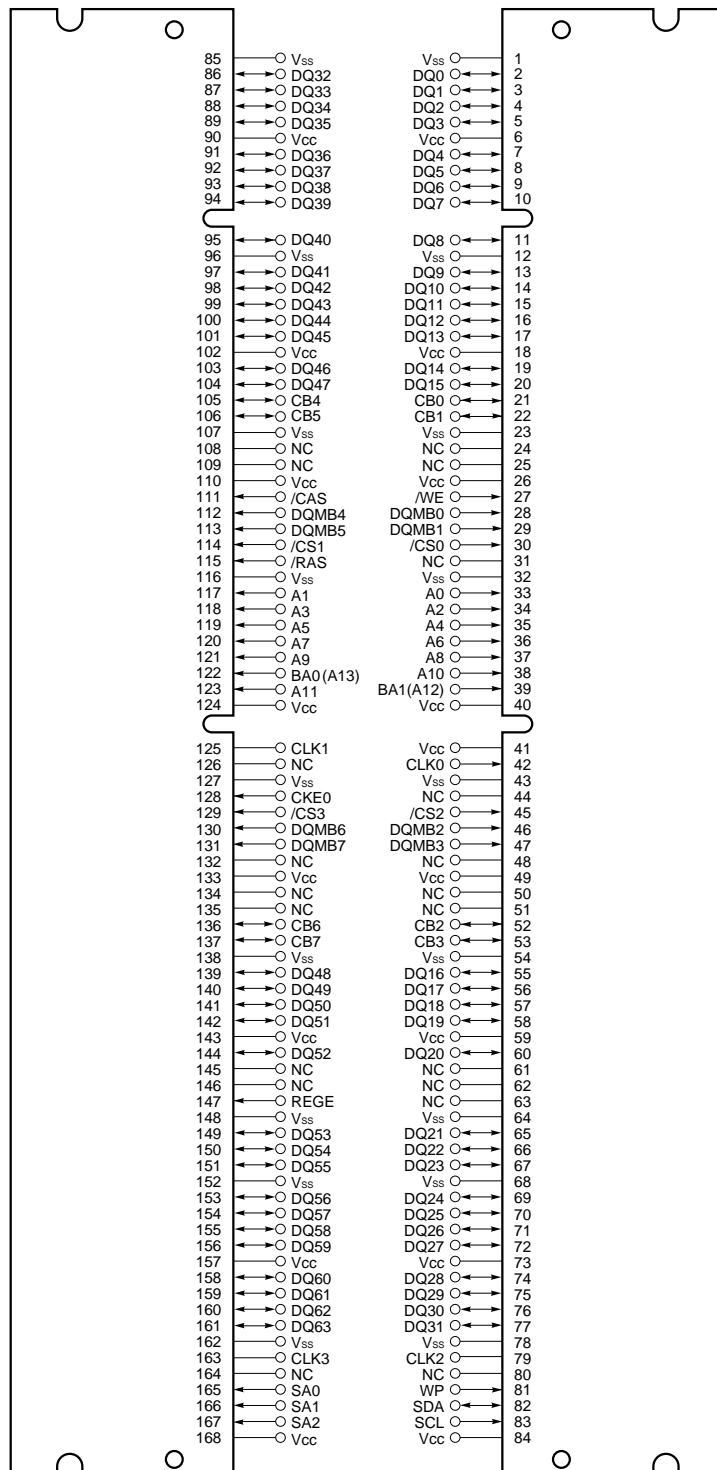 85 Vss Vss 1
86 DQ32 DQ0 2
87 DQ33 DQ1 3
88 DQ34 DQ2 4
89 DQ35 DQ3 5
90 Vcc Vcc 6
91 DQ36 DQ4 7
92 DQ37 DQ5 8
93 DQ38 DQ6 9
94 DQ39 DQ7 10
95 DQ40 DQ8 11
96 Vss Vss 12
97 DQ41 DQ9 13
98 DQ42 DQ10 14
99 DQ43 DQ11 15
100 DQ44 DQ12 16
101 DQ45 DQ13 17
102 Vcc Vcc 18
103 DQ46 DQ14 19
104 DQ47 DQ15 20
105 CB4 CB0 21
106 CB5 CB1 22
107 Vss Vss 23
108 NC NC 24
109 NC NC 25
110 Vcc Vcc 26
111 /CAS /WE 27
112 DQMB4 DQMB0 28
113 DQMB5 DQMB1 29
114 /CS1 /CS0 30
115 /RAS NC 31
116 Vss Vss 32
117 A1 A0 33
118 A3 A2 34
119 A5 A4 35
120 A7 A6 36
121 A9 A8 37
122 BA0 (A13) A10 38
123 A11 BA1(A12) 39
124 Vcc Vcc 40
125 CLK1 Vcc 41
126 NC CLK0 42
127 Vss Vss 43
128 CKE0 NC 44
129 /CS3 /CS2 45
130 DQMB6 DQMB2 46
131 DQMB7 DQMB3 47
132 NC NC 48
133 Vcc Vcc 49
134 NC NC 50
135 NC NC 51
136 CB6 CB2 52
137 CB7 CB3 53
138 Vss Vss 54
139 DQ48 DQ16 55
140 DQ49 DQ17 56
141 DQ50 DQ18 57
142 DQ51 DQ19 58
143 Vcc Vcc 59
144 DQ52 DQ20 60
145 NC NC 61
146 NC NC 62
147 REGE NC 63
148 Vss Vss 64
149 DQ53 DQ21 65
150 DQ54 DQ22 66
151 DQ55 DQ23 67
152 Vss Vss 68
153 DQ56 DQ24 69
154 DQ57 DQ25 70
155 DQ58 DQ26 71
156 DQ59 DQ27 72
157 Vcc Vcc 73
158 DQ60 DQ28 74
159 DQ61 DQ29 75
160 DQ62 DQ30 76
161 DQ63 DQ31 77
162 Vss Vss 78
163 CLK3 CLK2 79
164 NC NC 80
165 SA0 WP 81
166 SA1 SDA 82
167 SA2 SCL 83
168 Vcc Vcc 84